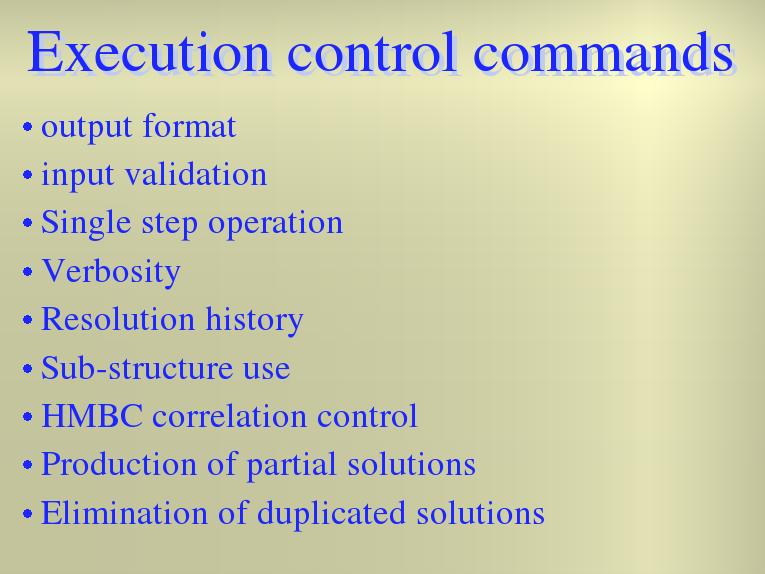 Execution control commands
• output format
• input validation
• Single step operation
• Verbosity
• Resolution history
• Sub-structure use
• HMBC correlation control
• Production of partial solutions
• Elimination of duplicated solutions